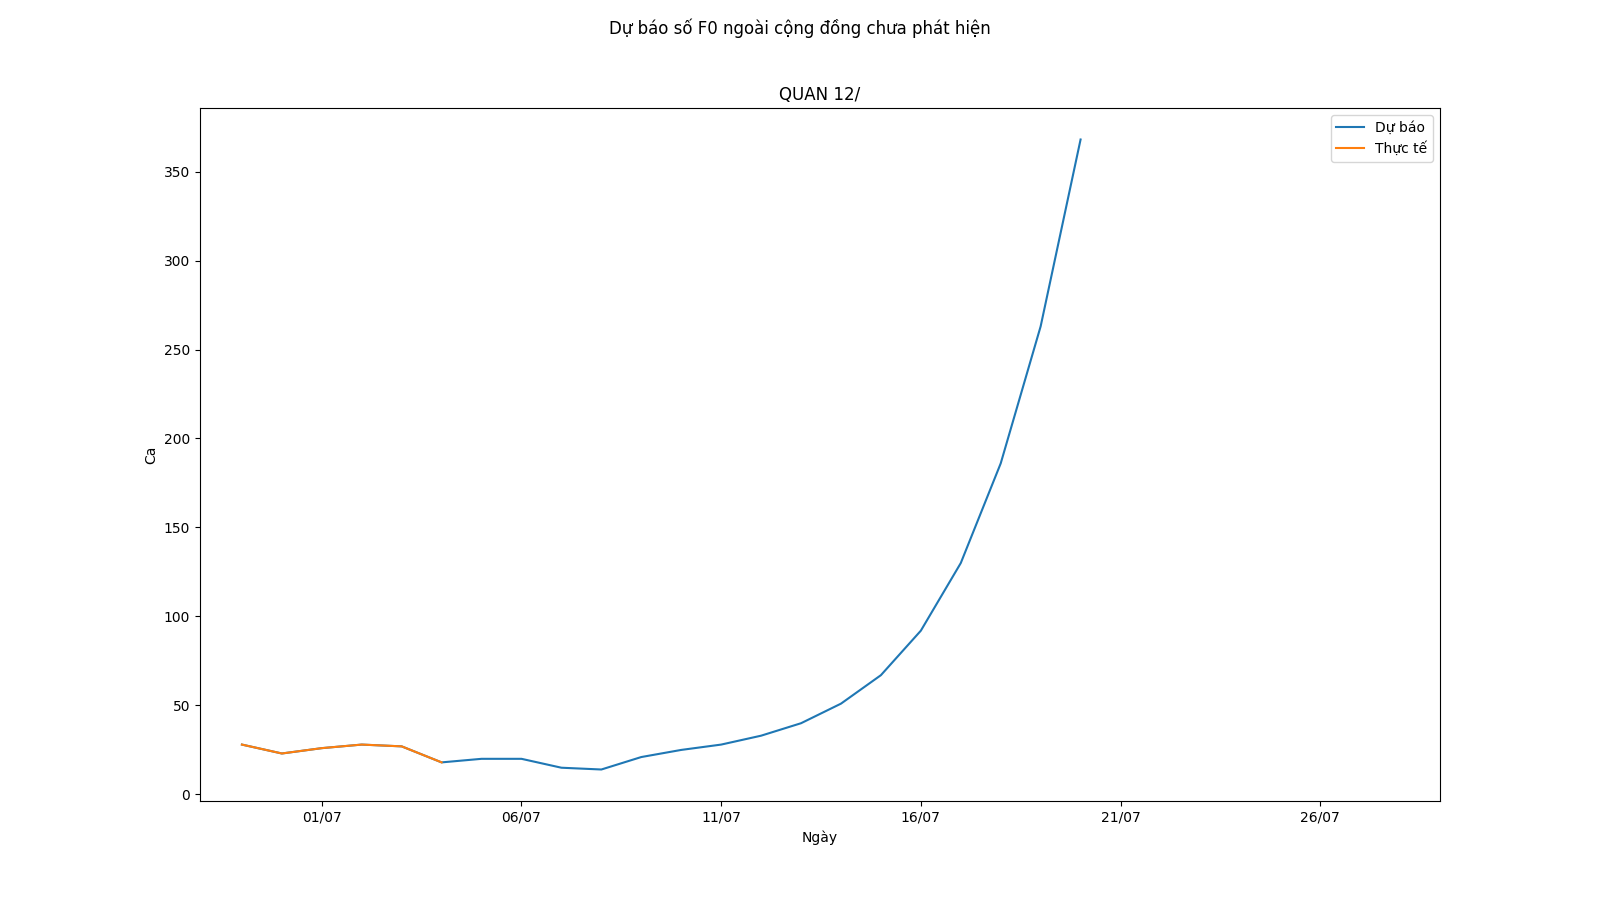 Dự báo số F0 ngoài cộng đồng chưa phát hiện
QUAN 12/
Dự báo
Thực tế
350
300
250
200
150
100
50
0
Ca
01/07
06/07
11/07
16/07
21/07
26/07
Ngày